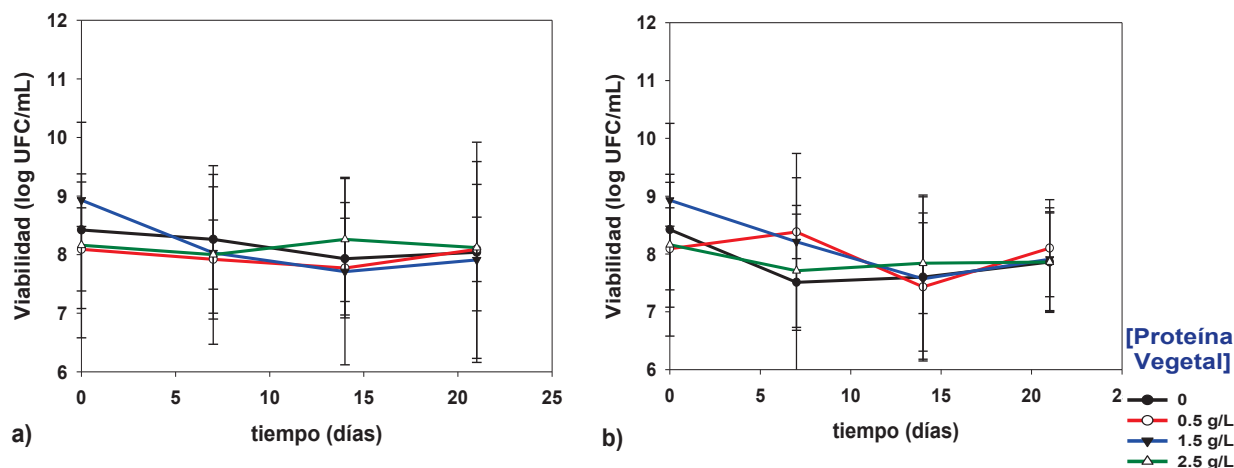 12
11
10
9
8
7
6
Viabilidad (log UFC/mL)
0 5 10 15 20 25
tiempo (días)
a)
12
11
10
9
8
7
6
Viabilidad (log UFC/mL)
0 5 10 15 20 2
tiempo (días)
b)
[Proteína
Vegetal]
0
0.5 g/L
1.5 g/L
2.5 g/L